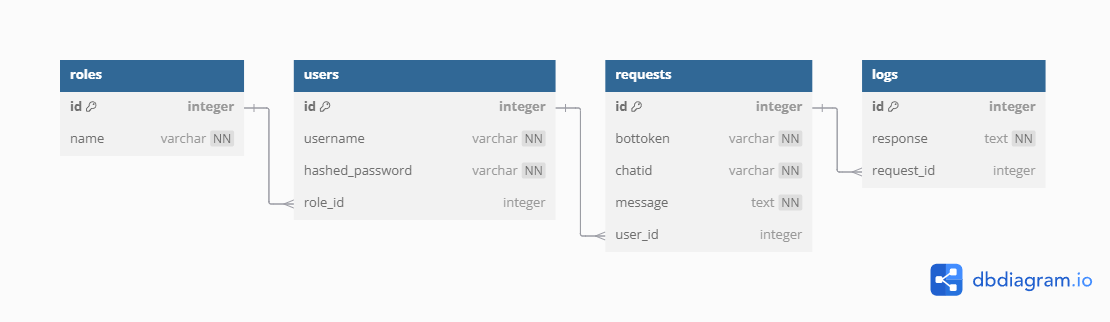 roles
id integer
name varchar NN
users
id integer
username varchar NN
hashed_password varchar NN
role_id integer
requests
id integer
bottoken varchar NN
chatid varchar NN
message text NN
user_id integer
logs
id integer
response text NN
request_id integer
dbdiagram.io